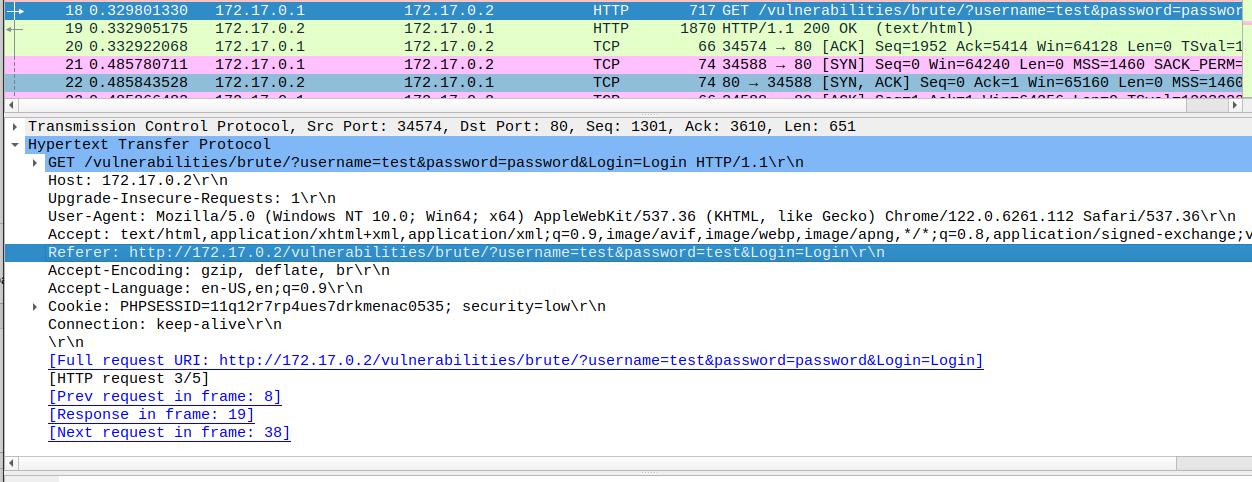 18 0.329801330 172.17.0.1 172.17.0.2 HTTP 717 GET /vulnerabilities/brute/?username=test&password=passwor
19 0.332905175 172.17.0.2 172.17.0.1 HTTP 1870 HTTP/1.1 200 OK (text/html)
20 0.332922068 172.17.0.1 172.17.0.2 TCP 66 34574 → 80 [ACK] Seq=1952 Ack=5414 Win=64128 Len=0 TSval=1
21 0.485780711 172.17.0.1 172.17.0.2 TCP 74 34588 → 80 [SYN] Seq=0 Win=64240 Len=0 MSS=1460 SACK_PERM=
22 0.485843528 172.17.0.2 172.17.0.1 TCP 74 80 → 34588 [SYN, ACK] Seq=0 Ack=1 Win=65160 Len=0 MSS=1460
Transmission Control Protocol, Src Port: 34574, Dst Port: 80, Seq: 1301, Ack: 3610, Len: 651
Hypertext Transfer Protocol
GET /vulnerabilities/brute/?username=test&password=password&Login=Login HTTP/1.1\r\n
Host: 172.17.0.2\r\n
Upgrade-Insecure-Requests: 1\r\n
User-Agent: Mozilla/5.0 (Windows NT 10.0; Win64; x64) AppleWebKit/537.36 (KHTML, like Gecko) Chrome/122.0.6261.112 Safari/537.36\r\n
Accept: text/html,application/xhtml+xml,application/xml;q=0.9,image/avif,image/webp,image/apng,*/*;q=0.8,application/signed-exchange;v
Referer: http://172.17.0.2/vulnerabilities/brute/?username=test&password=test&Login=Login\r\n
Accept-Encoding: gzip, deflate, br\r\n
Accept-Language: en-US,en;q=0.9\r\n
Cookie: PHPSESSID=11q12r7rp4ues7drkmenac0535; security=low\r\n
Connection: keep-alive\r\n
\r\n
[Full request URI: http://172.17.0.2/vulnerabilities/brute/?username=test&password=password&Login=Login]
[HTTP request 3/5]
[Prev request in frame: 8]
[Response in frame: 19]
[Next request in frame: 38]